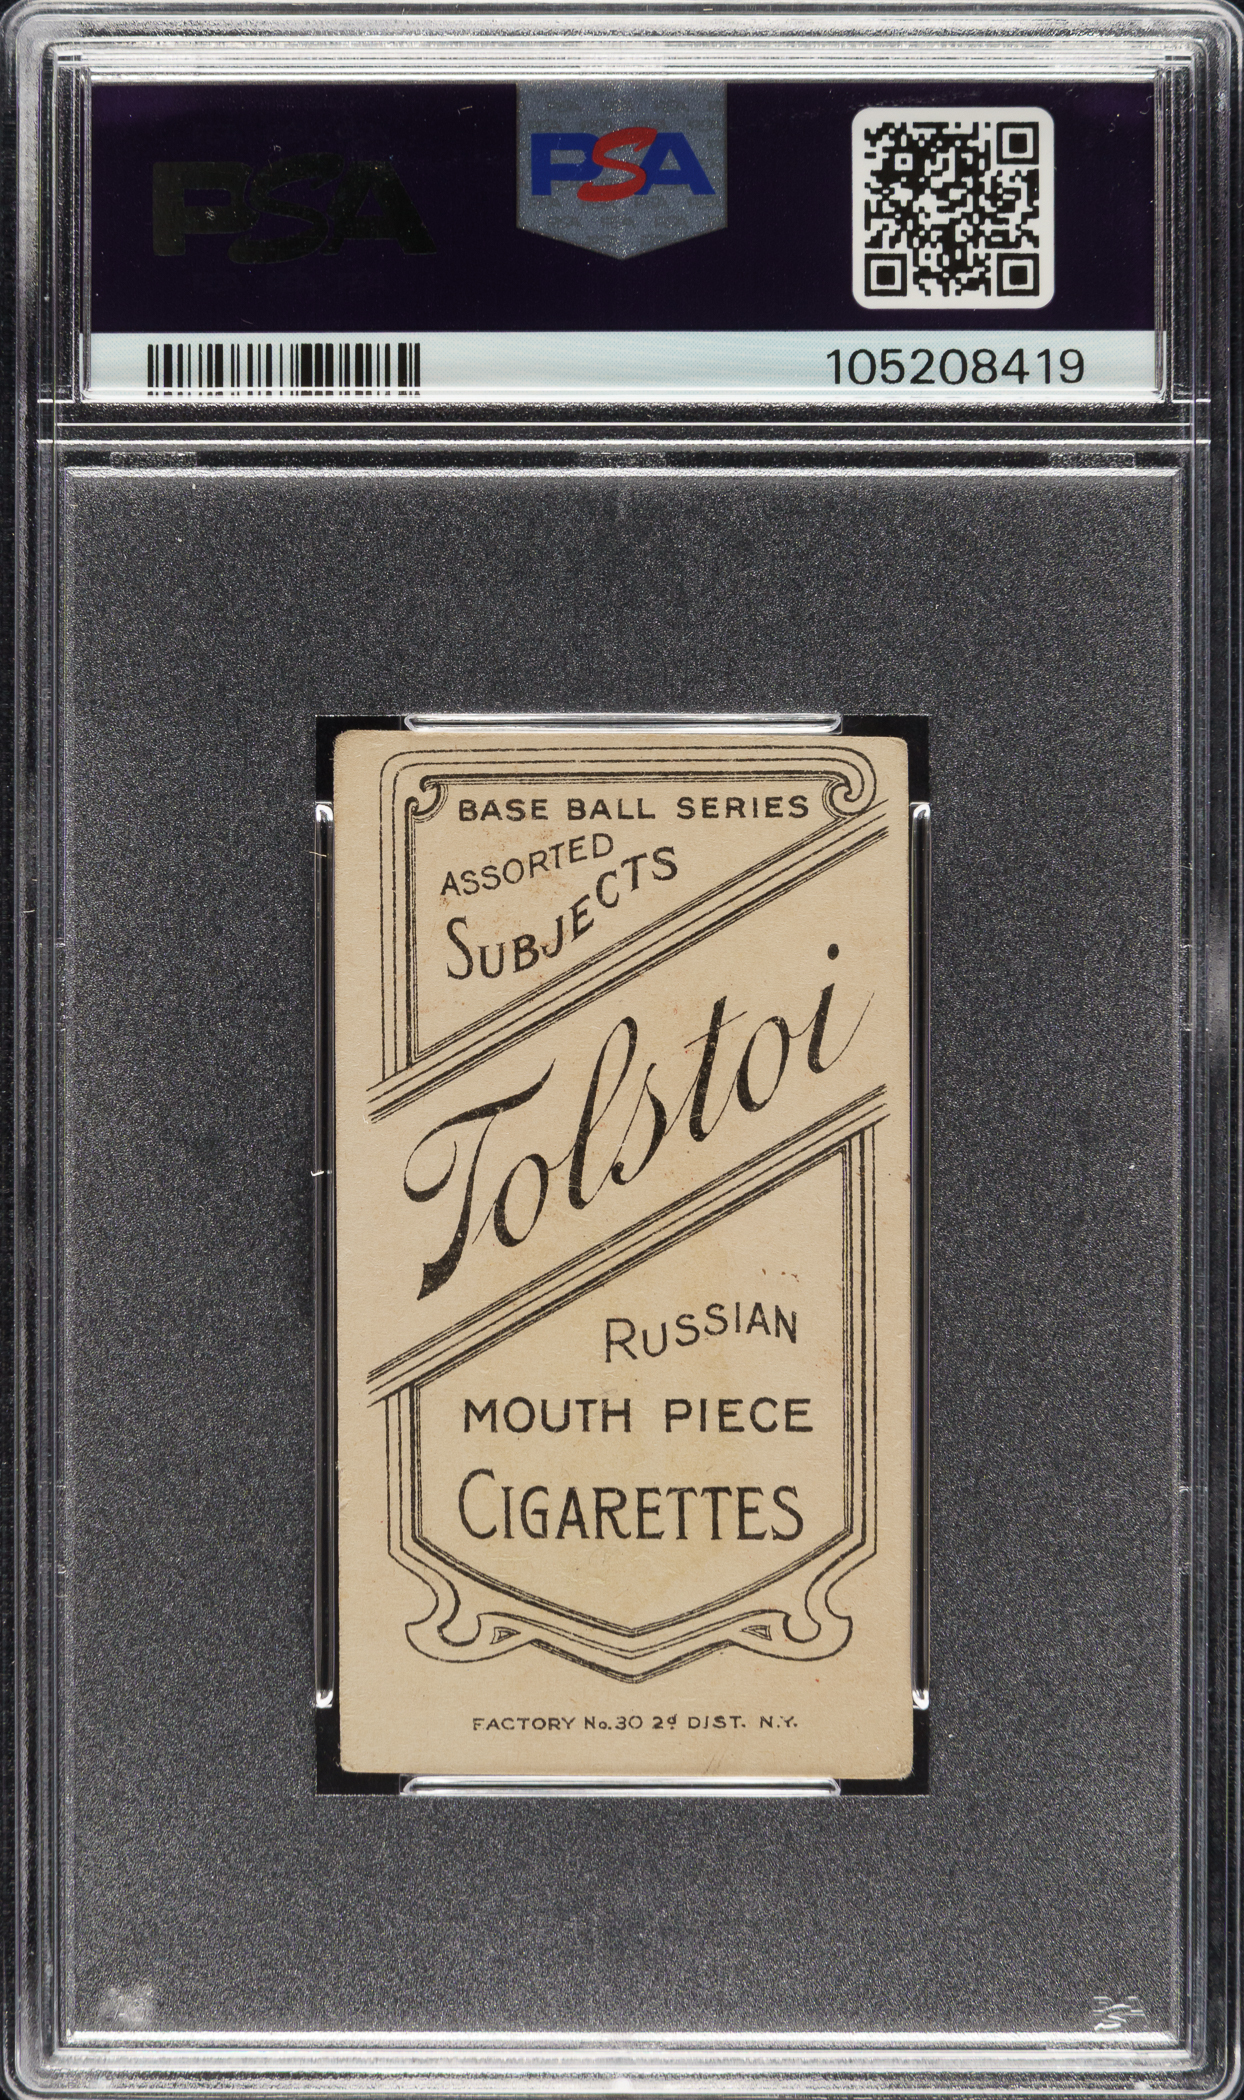 PSA
PSA
105208419
BASE BALL SERIES
ASSORTED
SUBJECTS
Tolstoi
RUSSIAN
MOUTH PIECE
CIGARETTES
FACTORY No. 30 2d DIST. N.Y.